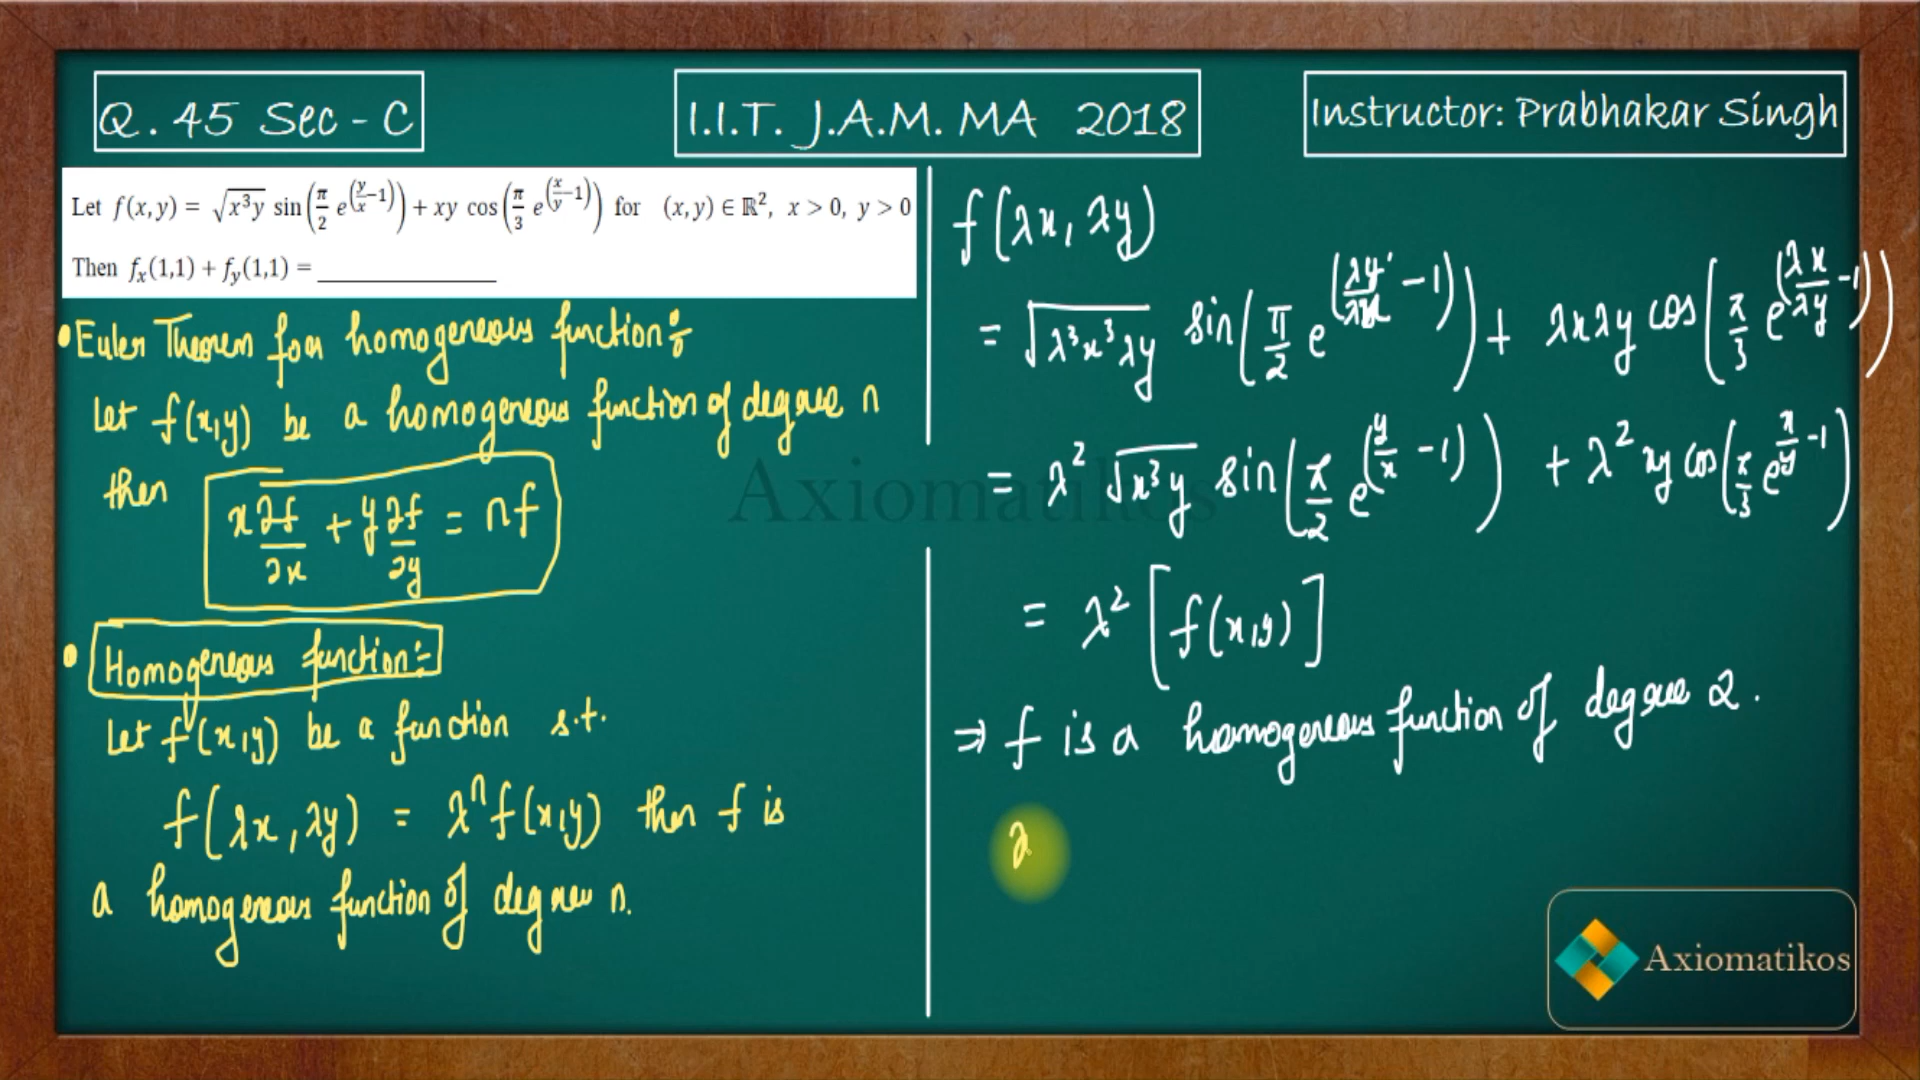 Q. 45 Sec - C
I.I.T. J.A.M. MA 2018
Instructor: Prabhakar Singh
Let f(x,y) = √(x³y) sin(π/2 e^(y/x−1)) + xy cos(π/3 e^(x/y−1)) for (x,y) ∈ ℝ², x > 0, y > 0
Then fₓ(1,1) + f_y(1,1) = ______________
• Euler Theorem for homogeneous function:-
Let f(x,y) be a homogeneous function of degree n
then x ∂f/∂x + y ∂f/∂y = nf
• Homogeneous function:-
Let f(x,y) be a function s.t.
f(λx, λy) = λⁿf(x,y) then f is
a homogeneous function of degree n.
f(λx, λy)
= √(λ³x³λy) sin(π/2 e^(λy/λx −1)) + λxλy cos(π/3 e^(λx/λy −1))
= λ² √(x³y) sin(π/2 e^(y/x −1)) + λ² xy cos(π/3 e^(x/y −1))
= λ² [f(x,y)]
⇒ f is a homogeneous function of degree 2.
Axiomatikos
Axiomatikos